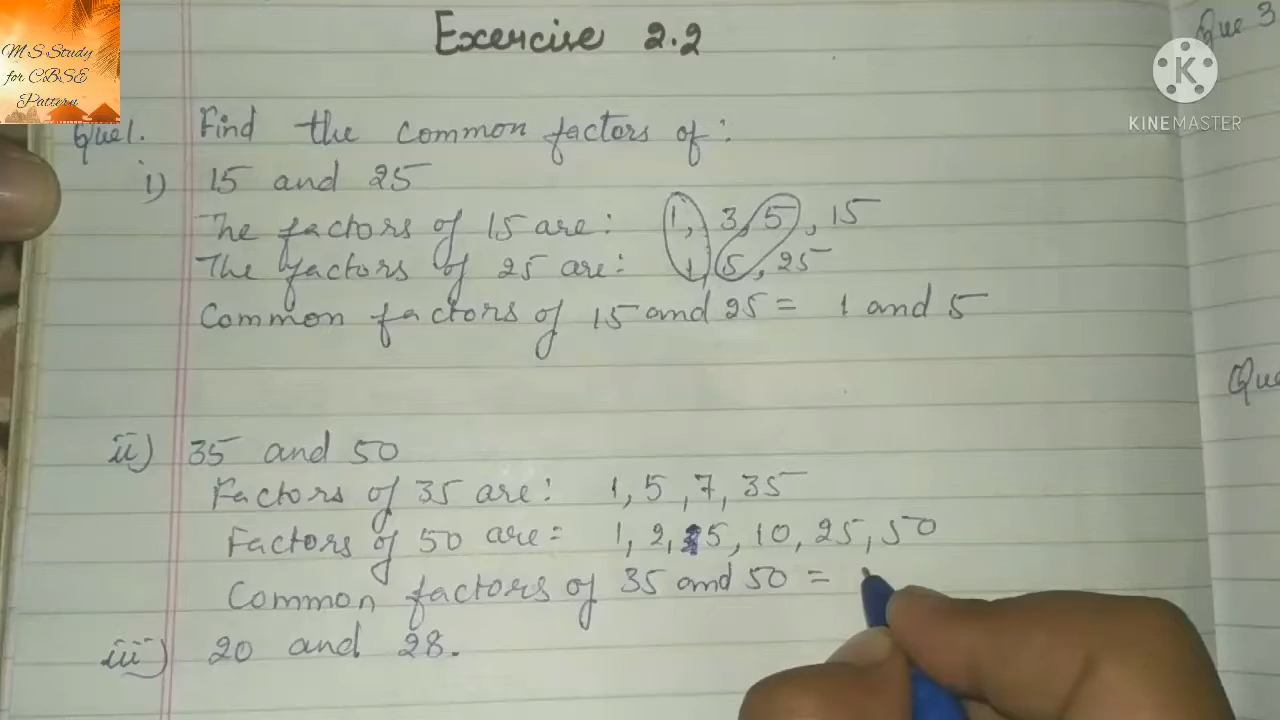 Exercise 2.2
M S Study
for CBSE
Pattern
Que 3
KINEMASTER
Que1. Find the common factors of:
i) 15 and 25
The factors of 15 are: 1, 3, 5, 15
The factors of 25 are: 1, 5, 25
Common factors of 15 and 25 = 1 and 5
Que
ii) 35 and 50
Factors of 35 are: 1, 5, 7, 35
Factors of 50 are = 1, 2, 5, 10, 25, 50
Common factors of 35 and 50 =
iii) 20 and 28.